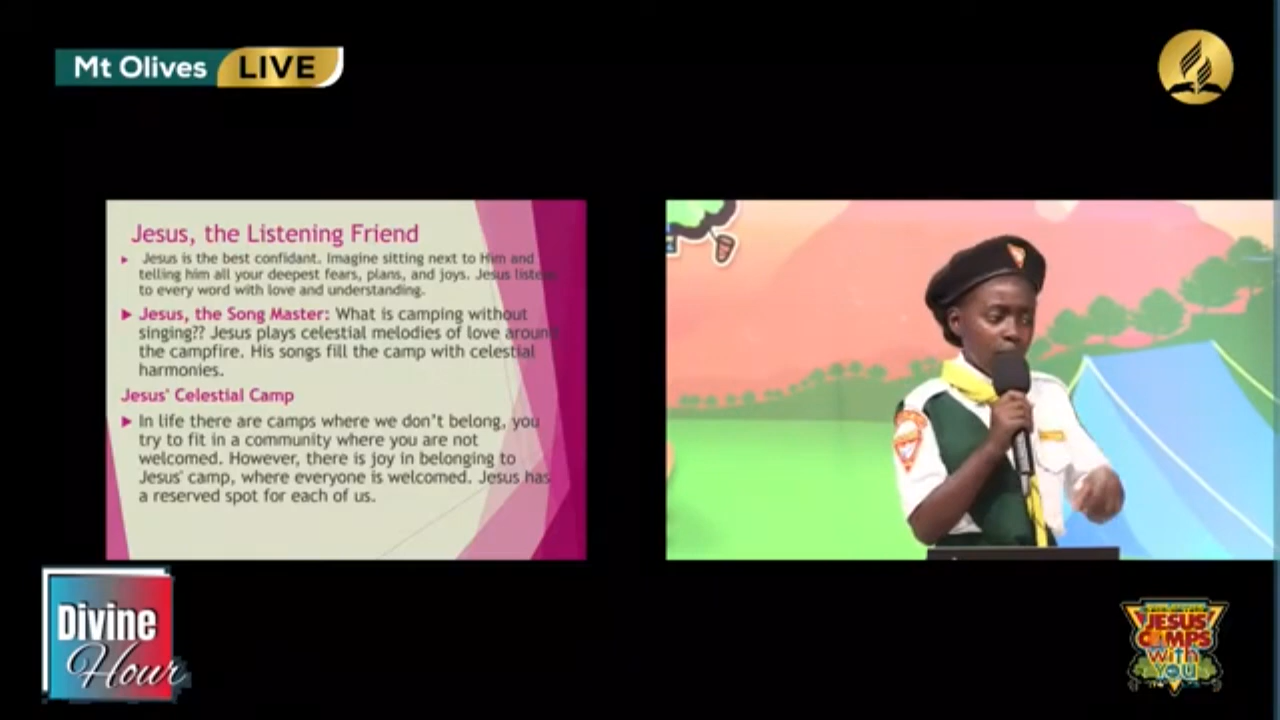 Mt Olives LIVE
Jesus, the Listening Friend
Jesus is the best confidant. Imagine sitting next to Him and
telling him all your deepest fears, plans, and joys. Jesus listens
to every word with love and understanding.
Jesus, the Song Master: What is camping without
singing?? Jesus plays celestial melodies of love around
the campfire. His songs fill the camp with celestial
harmonies.
Jesus' Celestial Camp
In life there are camps where we don't belong, you
try to fit in a community where you are not
welcomed. However, there is joy in belonging to
Jesus' camp, where everyone is welcomed. Jesus has
a reserved spot for each of us.
Divine
Hour
JESUS
CAMPS
with
YOU